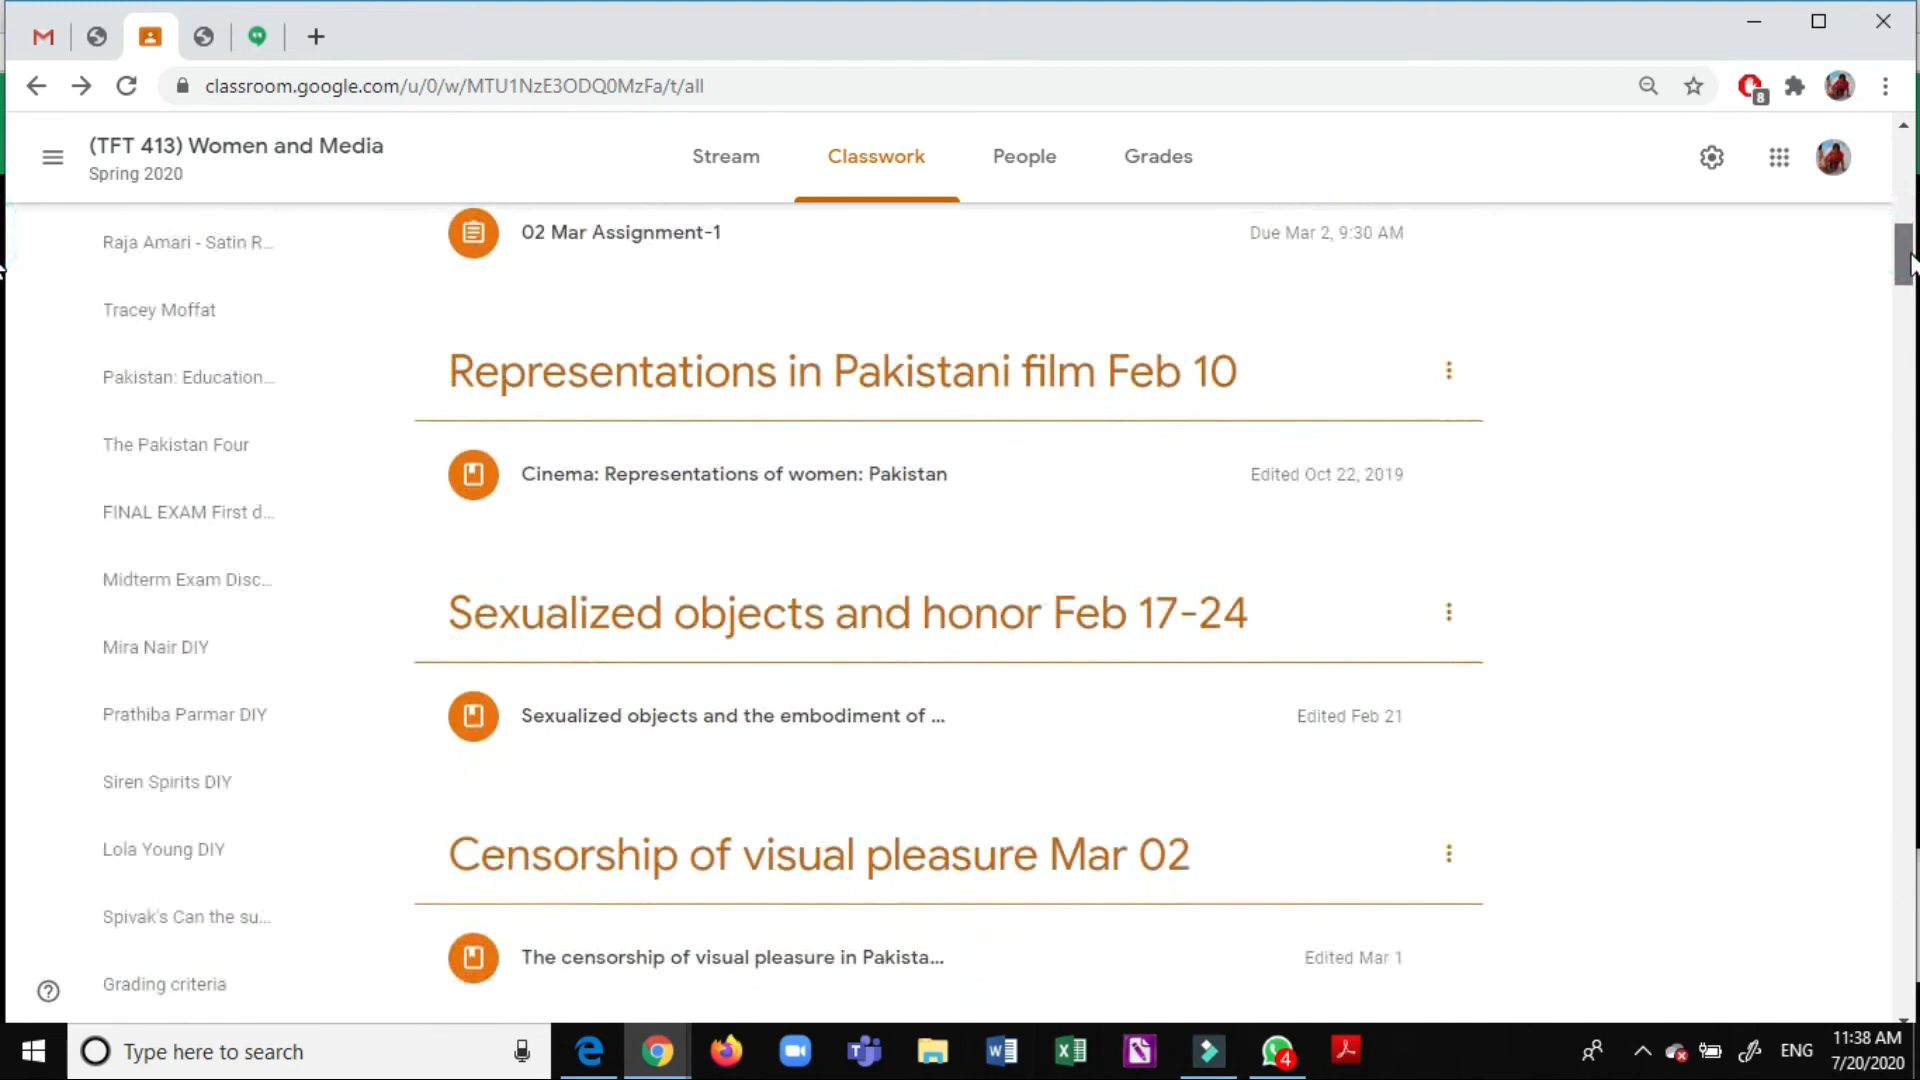 classroom.google.com/u/0/w/MTU1NzE3ODQ0MzFa/t/all
8
(TFT 413) Women and Media
Spring 2020
Stream
Classwork
People
Grades
Raja Amari - Satin R...
Tracey Moffat
Pakistan: Education...
The Pakistan Four
FINAL EXAM First d...
Midterm Exam Disc...
Mira Nair DIY
Prathiba Parmar DIY
Siren Spirits DIY
Lola Young DIY
Spivak's Can the su...
Grading criteria
02 Mar Assignment-1
Due Mar 2, 9:30 AM
Representations in Pakistani film Feb 10
Cinema: Representations of women: Pakistan
Edited Oct 22, 2019
Sexualized objects and honor Feb 17-24
Sexualized objects and the embodiment of ...
Edited Feb 21
Censorship of visual pleasure Mar 02
The censorship of visual pleasure in Pakista...
Edited Mar 1
Type here to search
4
ENG
11:38 AM
7/20/2020